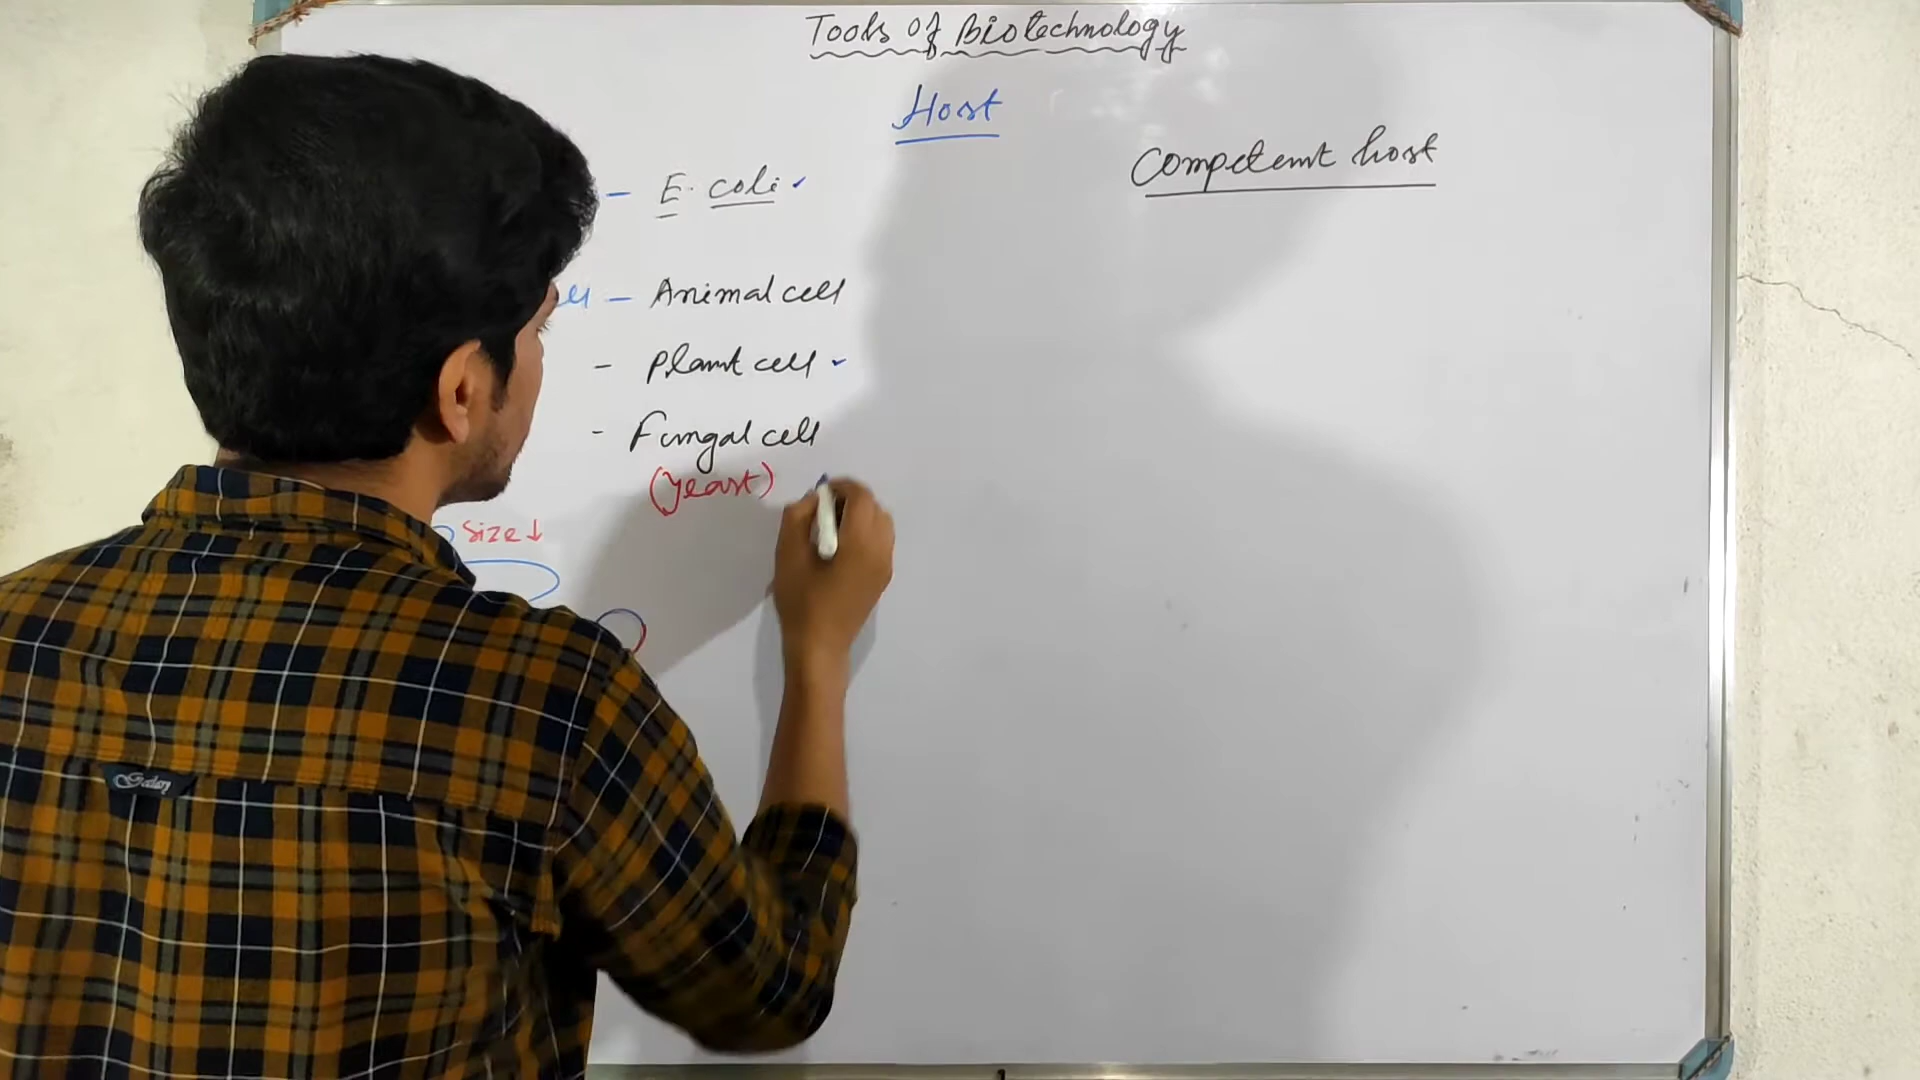 Tools of Biotechnology
Host
Competent host
- E. coli ✓
- Animal cell
- Plant cell ✓
- Fungal cell
(Yeast)
Size ↓